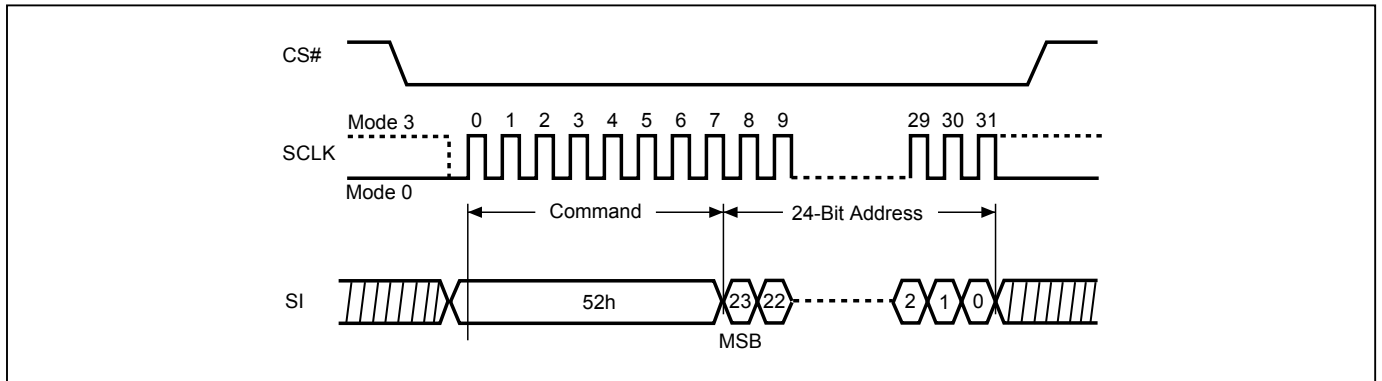 CS#
Mode 3
0 1 2 3 4 5 6 7 8 9 29 30 31
SCLK
Mode 0
Command 24-Bit Address
SI 52h 23 22 2 1 0
MSB